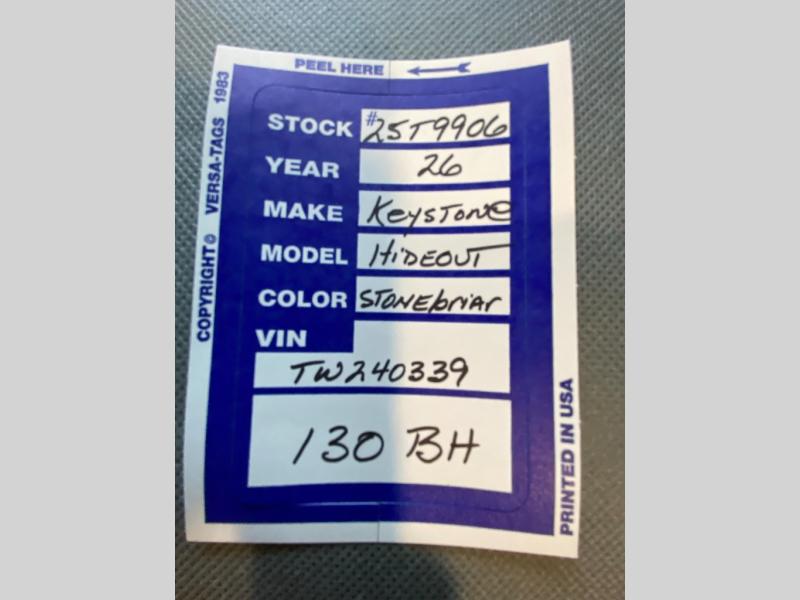 PEEL HERE
STOCK #25T9906
YEAR 26
MAKE KEYSTONE
MODEL HIDEOUT
COLOR STONEbriAr
VIN
TW240339
130 BH
COPYRIGHT © VERSA-TAGS 1983
PRINTED IN USA